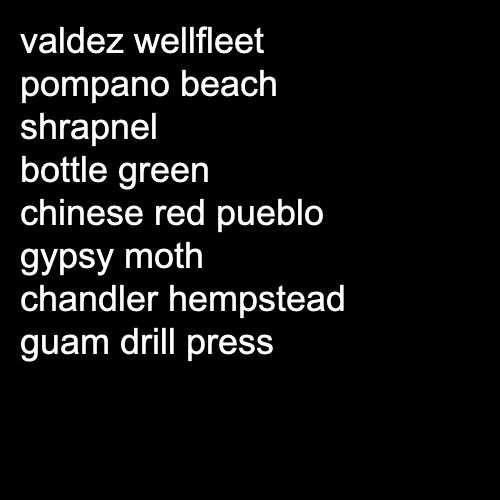 valdez wellfleet
pompano beach
shrapnel
bottle green
chinese red pueblo
gypsy moth
chandler hempstead
guam drill press